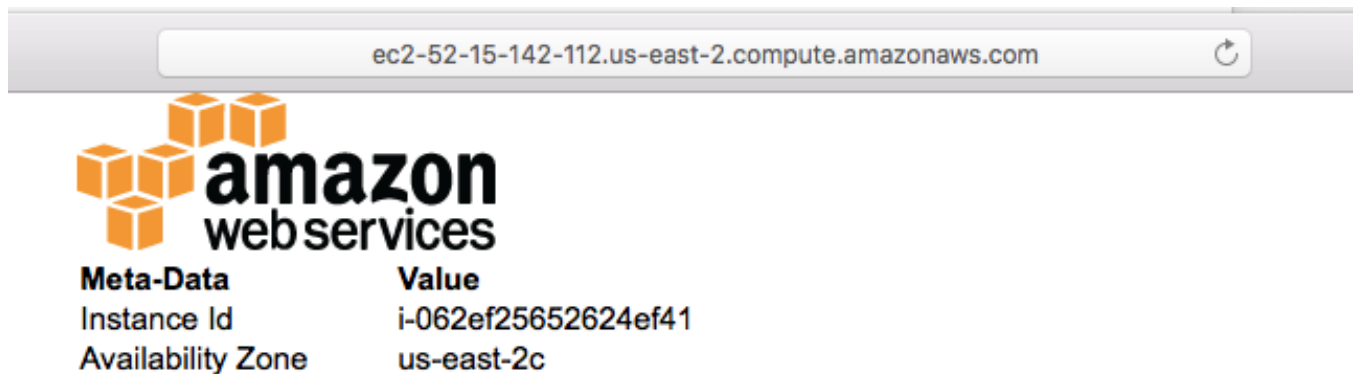 ec2-52-15-142-112.us-east-2.compute.amazonaws.com
amazon
web services
Meta-Data Value
Instance Id i-062ef25652624ef41
Availability Zone us-east-2c